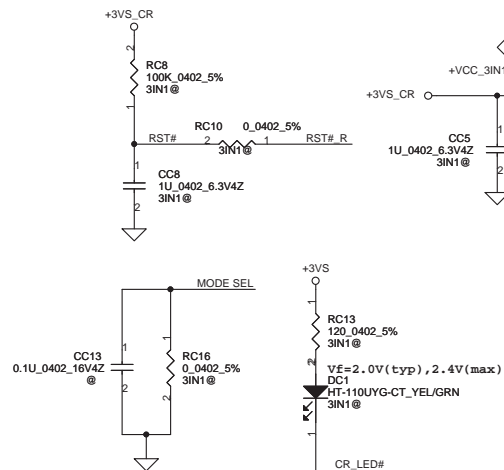 +3VS_CR
2
RC8
100K_0402_5%
3IN1@
1
RST#
RC10
0_0402_5%
2
1
3IN1@
RST#_R
1
CC8
1U_0402_6.3V4Z
3IN1@
2
+VCC_3IN1
+3VS_CR
1
CC5
1U_0402_6.3V4Z
3IN1@
2
MODE SEL
1
CC13
0.1U_0402_16V4Z
@
2
1
RC16
0_0402_5%
3IN1@
2
+3VS
1
RC13
120_0402_5%
3IN1@
2
2
Vf=2.0V(typ),2.4V(max)
DC1
HT-110UYG-CT_YEL/GRN
3IN1@
1
CR_LED#